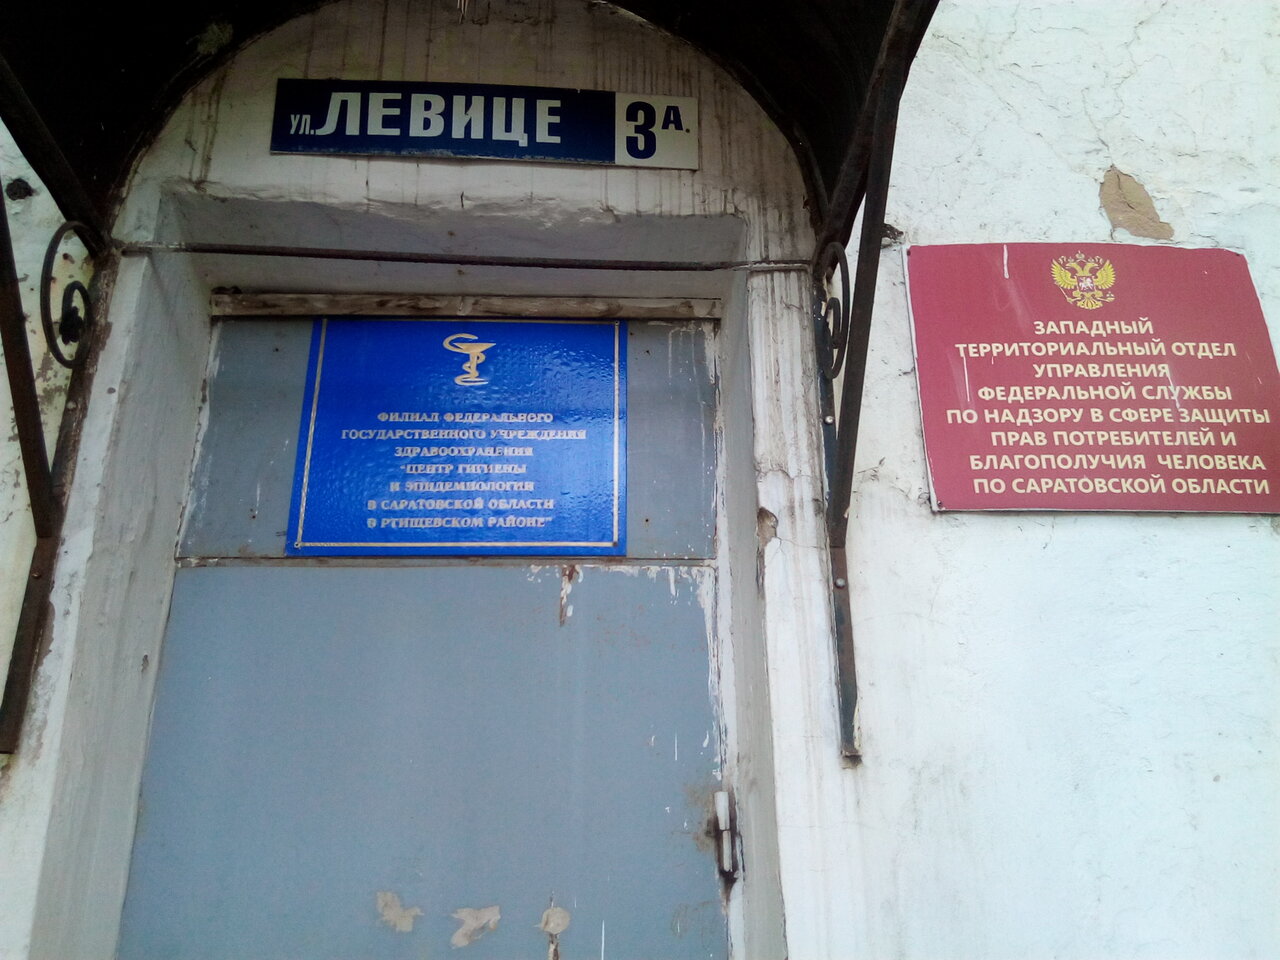 ул. ЛЕВИЦЕ 3А.
ФИЛИАЛ ФЕДЕРАЛЬНОГО
ГОСУДАРСТВЕННОГО УЧРЕЖДЕНИЯ
ЗДРАВООХРАНЕНИЯ
"ЦЕНТР ГИГИЕНЫ
И ЭПИДЕМИОЛОГИИ
В САРАТОВСКОЙ ОБЛАСТИ
В РТИЩЕВСКОМ РАЙОНЕ"
ЗАПАДНЫЙ
ТЕРРИТОРИАЛЬНЫЙ ОТДЕЛ
УПРАВЛЕНИЯ
ФЕДЕРАЛЬНОЙ СЛУЖБЫ
ПО НАДЗОРУ В СФЕРЕ ЗАЩИТЫ
ПРАВ ПОТРЕБИТЕЛЕЙ И
БЛАГОПОЛУЧИЯ ЧЕЛОВЕКА
ПО САРАТОВСКОЙ ОБЛАСТИ